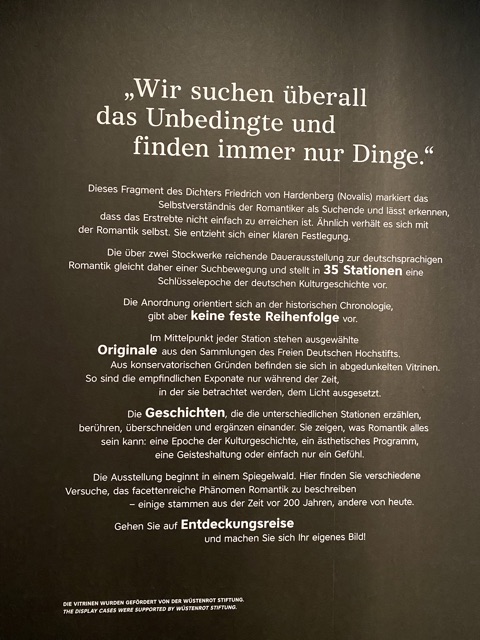 „Wir suchen überall
das Unbedingte und
finden immer nur Dinge.“
Dieses Fragment des Dichters Friedrich von Hardenberg (Novalis) markiert das
Selbstverständnis der Romantiker als Suchende und lässt erkennen,
dass das Erstrebte nicht einfach zu erreichen ist. Ähnlich verhält es sich mit
der Romantik selbst. Sie entzieht sich einer klaren Festlegung.
Die über zwei Stockwerke reichende Dauerausstellung zur deutschsprachigen
Romantik gleicht daher einer Suchbewegung und stellt in 35 Stationen eine
Schlüsselepoche der deutschen Kulturgeschichte vor.
Die Anordnung orientiert sich an der historischen Chronologie,
gibt aber keine feste Reihenfolge vor.
Im Mittelpunkt jeder Station stehen ausgewählte
Originale aus den Sammlungen des Freien Deutschen Hochstifts.
Aus konservatorischen Gründen befinden sie sich in abgedunkelten Vitrinen.
So sind die empfindlichen Exponate nur während der Zeit,
in der sie betrachtet werden, dem Licht ausgesetzt.
Die Geschichten, die die unterschiedlichen Stationen erzählen,
berühren, überschneiden und ergänzen einander. Sie zeigen, was Romantik alles
sein kann: eine Epoche der Kulturgeschichte, ein ästhetisches Programm,
eine Geisteshaltung oder einfach nur ein Gefühl.
Die Ausstellung beginnt in einem Spiegelwald. Hier finden Sie verschiedene
Versuche, das facettenreiche Phänomen Romantik zu beschreiben
– einige stammen aus der Zeit vor 200 Jahren, andere von heute.
Gehen Sie auf Entdeckungsreise
und machen Sie sich Ihr eigenes Bild!
DIE VITRINEN WURDEN GEFÖRDERT VON DER WÜSTENROT STIFTUNG.
THE DISPLAY CASES WERE SUPPORTED BY WÜSTENROT STIFTUNG.